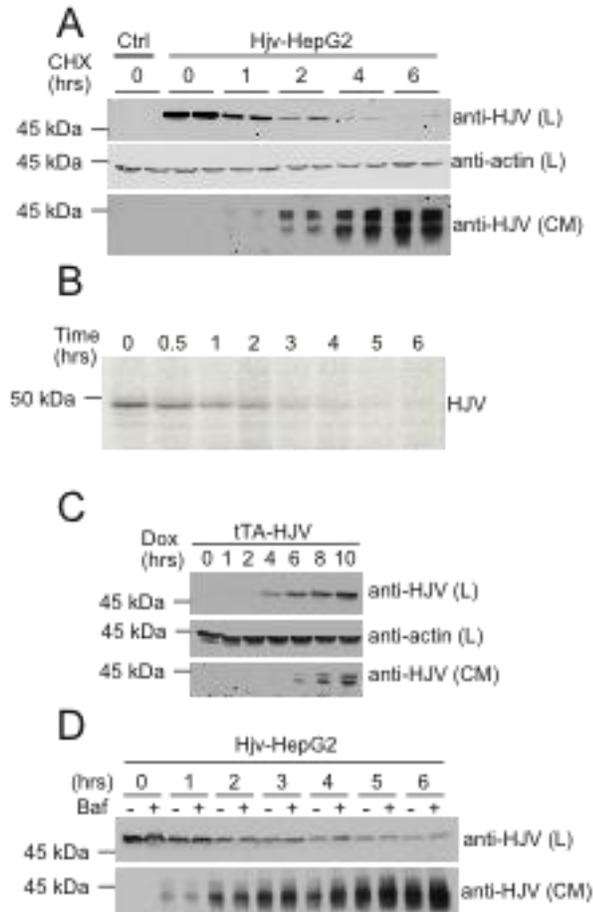 A
Ctrl Hjv-HepG2
CHX (hrs) 0 0 1 2 4 6
45 kDa anti-HJV (L)
45 kDa anti-actin (L)
45 kDa anti-HJV (CM)
B
Time (hrs) 0 0.5 1 2 3 4 5 6
50 kDa HJV
C
tTA-HJV
Dox (hrs) 0 1 2 4 6 8 10
45 kDa anti-HJV (L)
45 kDa anti-actin (L)
45 kDa anti-HJV (CM)
D
Hjv-HepG2
(hrs) 0 1 2 3 4 5 6
Baf - + - + - + - + - + - + - +
45 kDa anti-HJV (L)
45 kDa anti-HJV (CM)